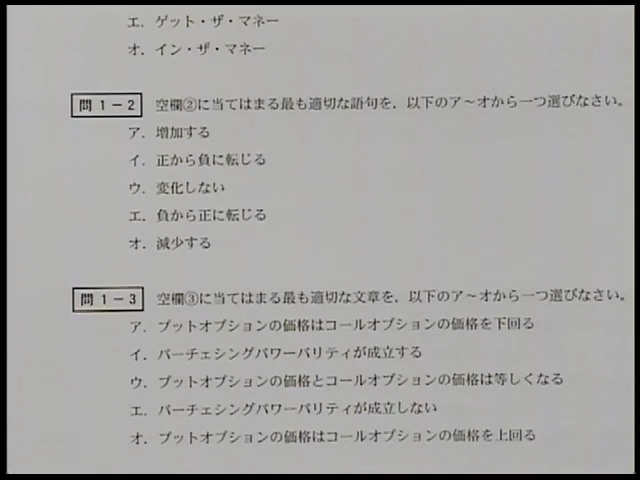 エ．ゲット・ザ・マネー
オ．イン・ザ・マネー
問 1－2 空欄②に当てはまる最も適切な語句を，以下のア～オから一つ選びなさい。
ア．増加する
イ．正から負に転じる
ウ．変化しない
エ．負から正に転じる
オ．減少する
問 1－3 空欄③に当てはまる最も適切な文章を，以下のア～オから一つ選びなさい。
ア．プットオプションの価格はコールオプションの価格を下回る
イ．パーチェシングパワーパリティが成立する
ウ．プットオプションの価格とコールオプションの価格は等しくなる
エ．パーチェシングパワーパリティが成立しない
オ．プットオプションの価格はコールオプションの価格を上回る